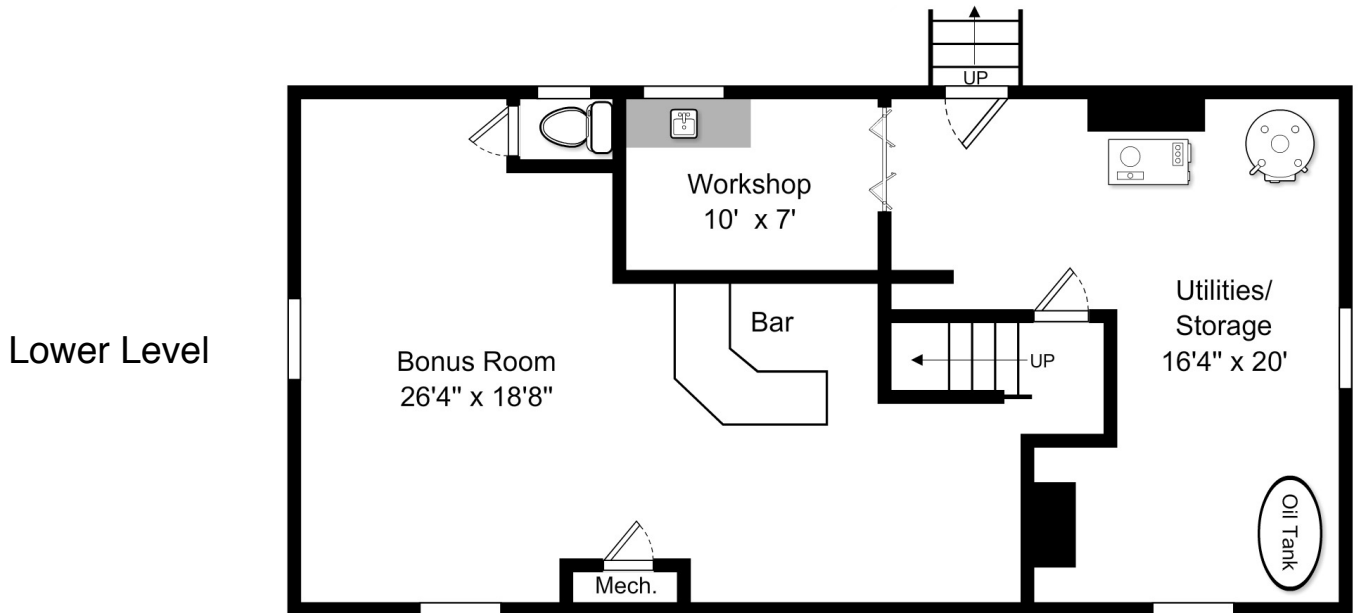 UP
Workshop
10' x 7'
Utilities/
Storage
16'4" x 20'
Bar
Lower Level
Bonus Room
26'4" x 18'8"
UP
Oil Tank
Mech.